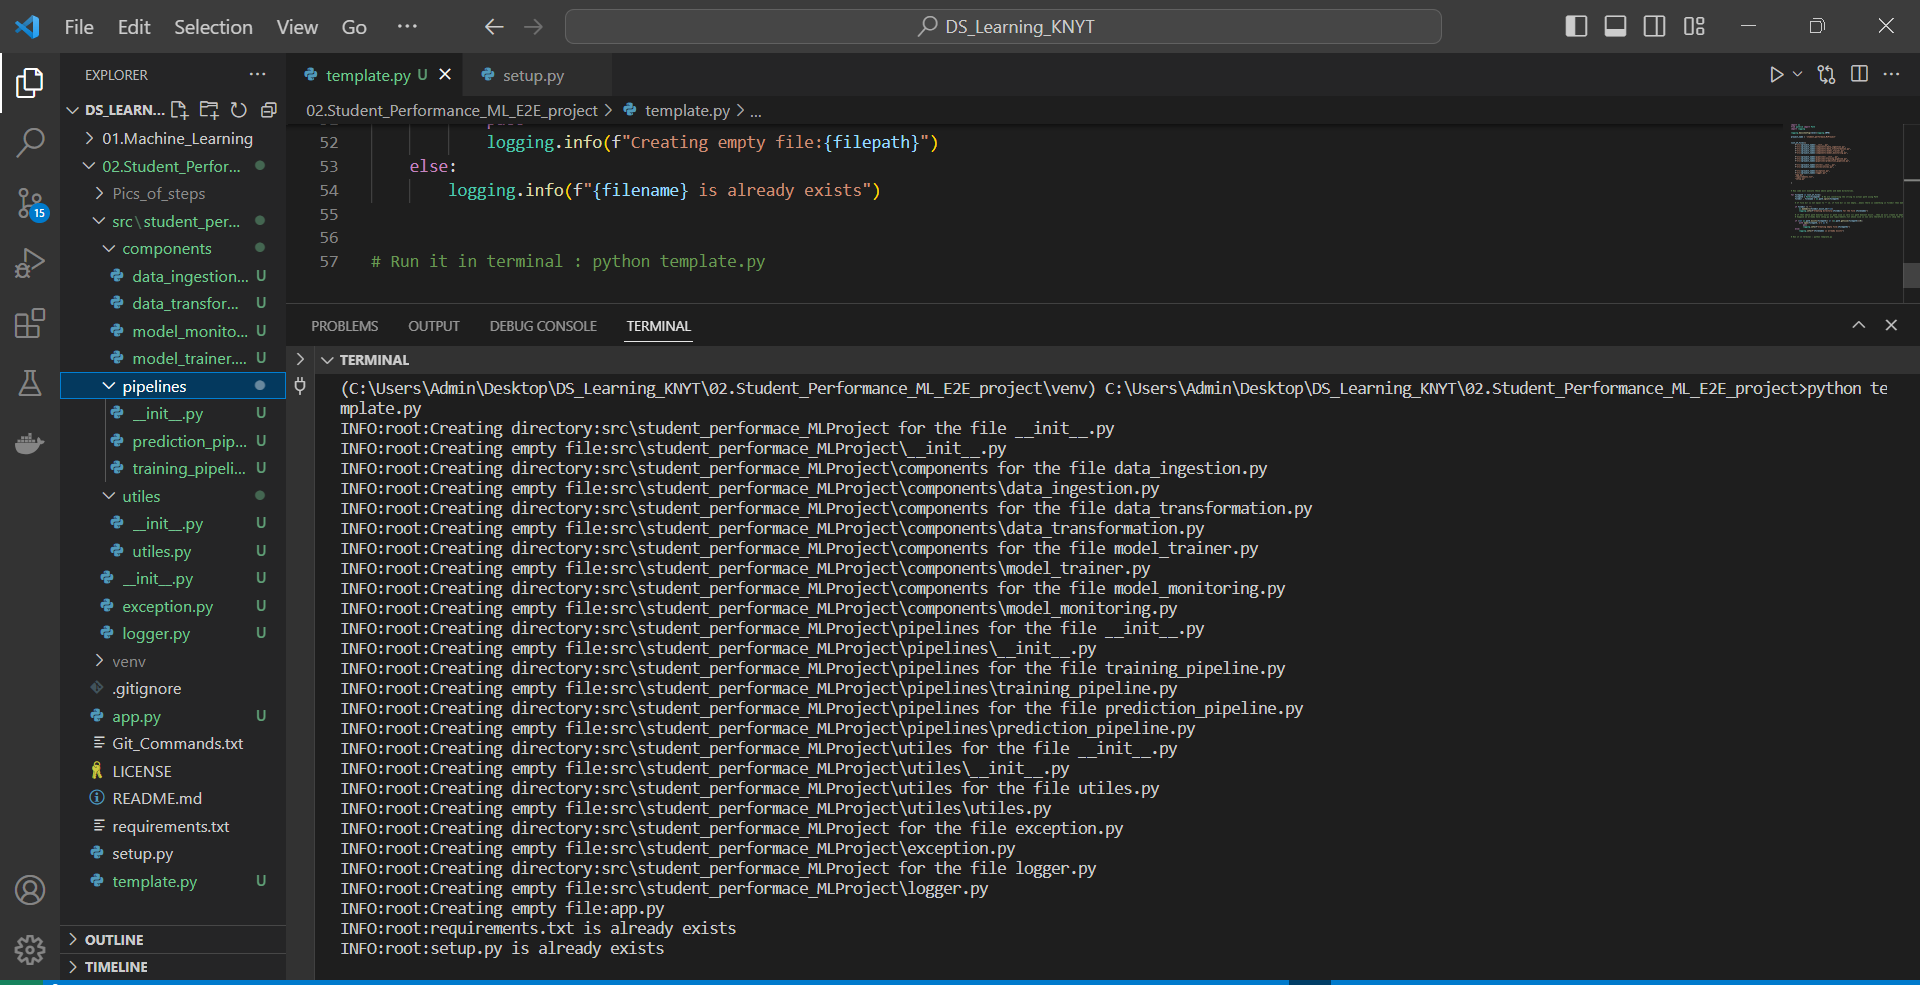 File Edit Selection View Go ··· DS_Learning_KNYT
EXPLORER ···
DS_LEARN...
01.Machine_Learning
02.Student_Perfor...
Pics_of_steps
src\student_per...
components
data_ingestion... U
data_transfor... U
model_monito... U
model_trainer.... U
pipelines
__init__.py U
prediction_pip... U
training_pipeli... U
utiles
__init__.py U
utiles.py U
__init__.py U
exception.py U
logger.py U
venv
.gitignore
app.py U
Git_Commands.txt
LICENSE
README.md
requirements.txt
setup.py
template.py U
OUTLINE
TIMELINE
15
template.py U setup.py
02.Student_Performance_ML_E2E_project > template.py > ...
52 logging.info(f"Creating empty file:{filepath}")
53 else:
54 logging.info(f"{filename} is already exists")
55
56
57 # Run it in terminal : python template.py
PROBLEMS OUTPUT DEBUG CONSOLE TERMINAL
TERMINAL
(C:\Users\Admin\Desktop\DS_Learning_KNYT\02.Student_Performance_ML_E2E_project\venv) C:\Users\Admin\Desktop\DS_Learning_KNYT\02.Student_Performance_ML_E2E_project>python te
mplate.py
INFO:root:Creating directory:src\student_performace_MLProject for the file __init__.py
INFO:root:Creating empty file:src\student_performace_MLProject\__init__.py
INFO:root:Creating directory:src\student_performace_MLProject\components for the file data_ingestion.py
INFO:root:Creating empty file:src\student_performace_MLProject\components\data_ingestion.py
INFO:root:Creating directory:src\student_performace_MLProject\components for the file data_transformation.py
INFO:root:Creating empty file:src\student_performace_MLProject\components\data_transformation.py
INFO:root:Creating directory:src\student_performace_MLProject\components for the file model_trainer.py
INFO:root:Creating empty file:src\student_performace_MLProject\components\model_trainer.py
INFO:root:Creating directory:src\student_performace_MLProject\components for the file model_monitoring.py
INFO:root:Creating empty file:src\student_performace_MLProject\components\model_monitoring.py
INFO:root:Creating directory:src\student_performace_MLProject\pipelines for the file __init__.py
INFO:root:Creating empty file:src\student_performace_MLProject\pipelines\__init__.py
INFO:root:Creating directory:src\student_performace_MLProject\pipelines for the file training_pipeline.py
INFO:root:Creating empty file:src\student_performace_MLProject\pipelines\training_pipeline.py
INFO:root:Creating directory:src\student_performace_MLProject\pipelines for the file prediction_pipeline.py
INFO:root:Creating empty file:src\student_performace_MLProject\pipelines\prediction_pipeline.py
INFO:root:Creating directory:src\student_performace_MLProject\utiles for the file __init__.py
INFO:root:Creating empty file:src\student_performace_MLProject\utiles\__init__.py
INFO:root:Creating directory:src\student_performace_MLProject\utiles for the file utiles.py
INFO:root:Creating empty file:src\student_performace_MLProject\utiles\utiles.py
INFO:root:Creating directory:src\student_performace_MLProject for the file exception.py
INFO:root:Creating empty file:src\student_performace_MLProject\exception.py
INFO:root:Creating directory:src\student_performace_MLProject for the file logger.py
INFO:root:Creating empty file:src\student_performace_MLProject\logger.py
INFO:root:Creating empty file:app.py
INFO:root:requirements.txt is already exists
INFO:root:setup.py is already exists